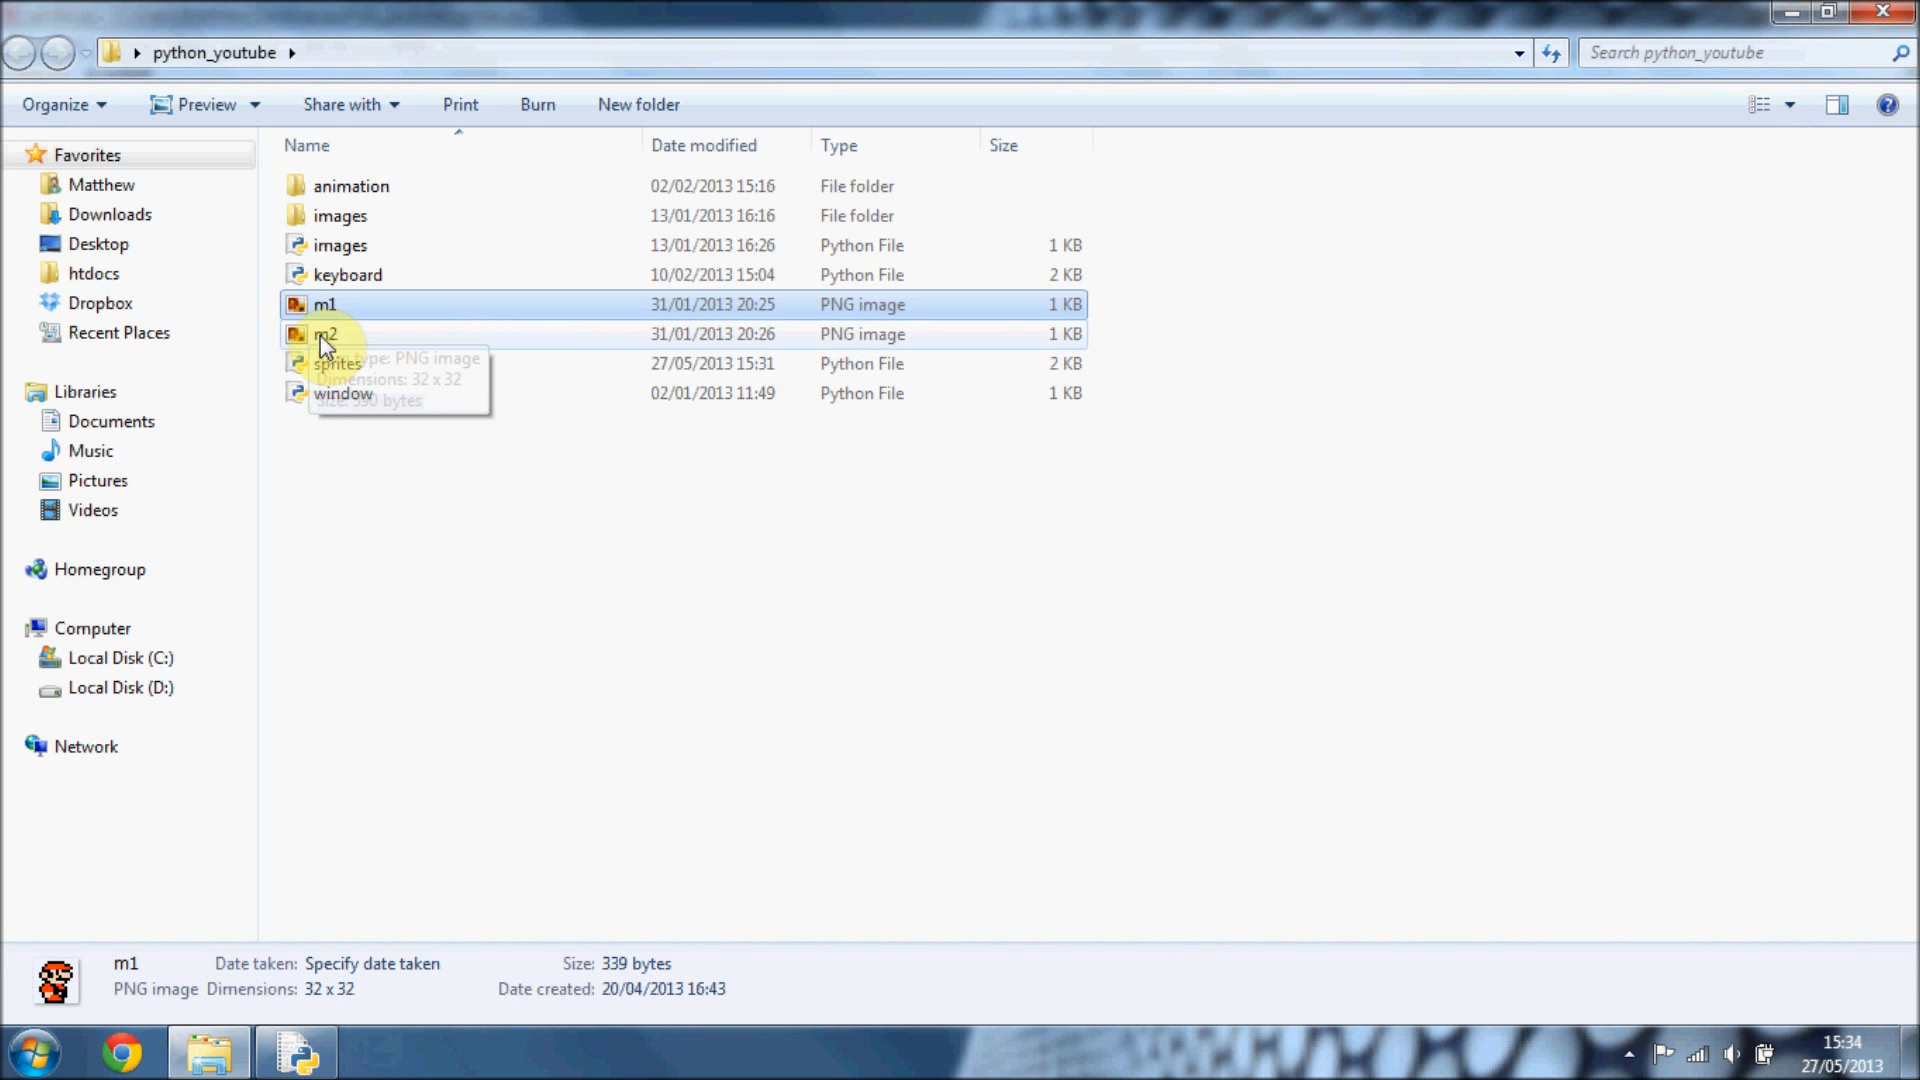 python_youtube
Search python_youtube
Organize Preview Share with Print Burn New folder
Name Date modified Type Size
Favorites
Matthew
Downloads
Desktop
htdocs
Dropbox
Recent Places
Libraries
Documents
Music
Pictures
Videos
Homegroup
Computer
Local Disk (C:)
Local Disk (D:)
Network
animation 02/02/2013 15:16 File folder
images 13/01/2013 16:16 File folder
images 13/01/2013 16:26 Python File 1 KB
keyboard 10/02/2013 15:04 Python File 2 KB
m1 31/01/2013 20:25 PNG image 1 KB
m2 31/01/2013 20:26 PNG image 1 KB
sprites 27/05/2013 15:31 Python File 2 KB
window 02/01/2013 11:49 Python File 1 KB
type: PNG image
Dimensions: 32 x 32
bytes
m1 Date taken: Specify date taken Size: 339 bytes
PNG image Dimensions: 32 x 32 Date created: 20/04/2013 16:43
15:34
27/05/2013